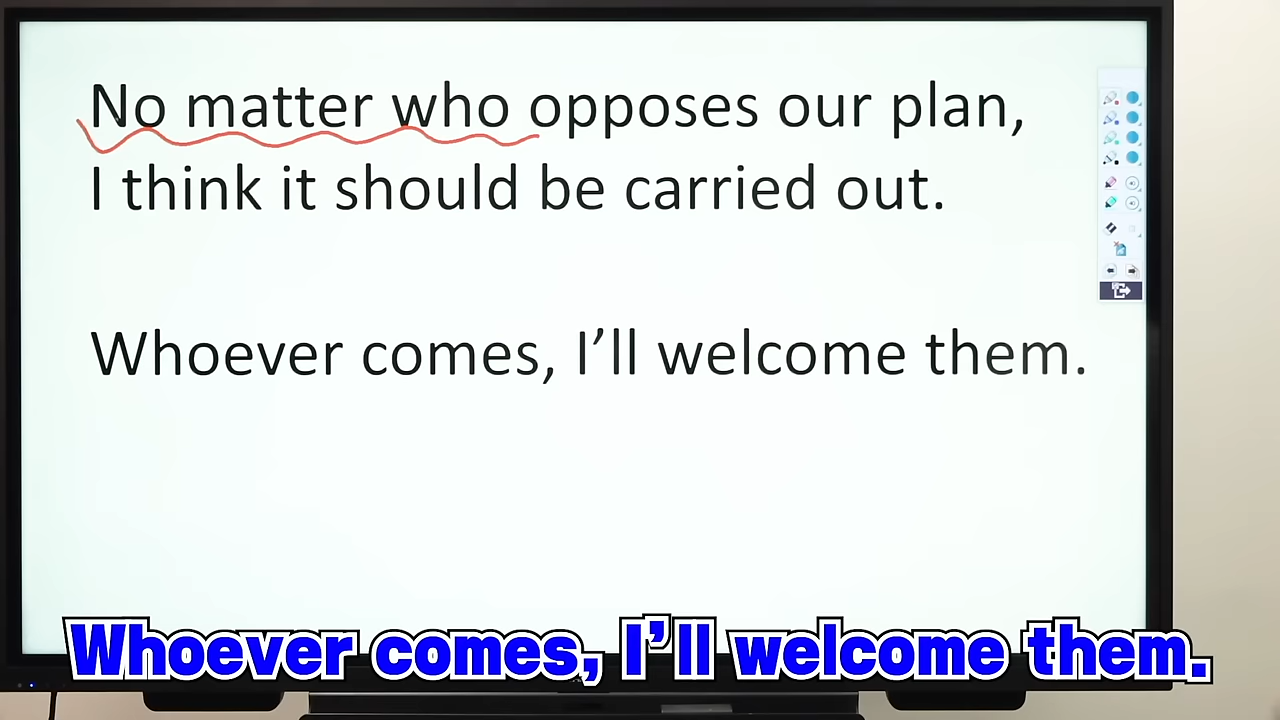 No matter who opposes our plan,
I think it should be carried out.
Whoever comes, I’ll welcome them.
Whoever comes, I’ll welcome them.